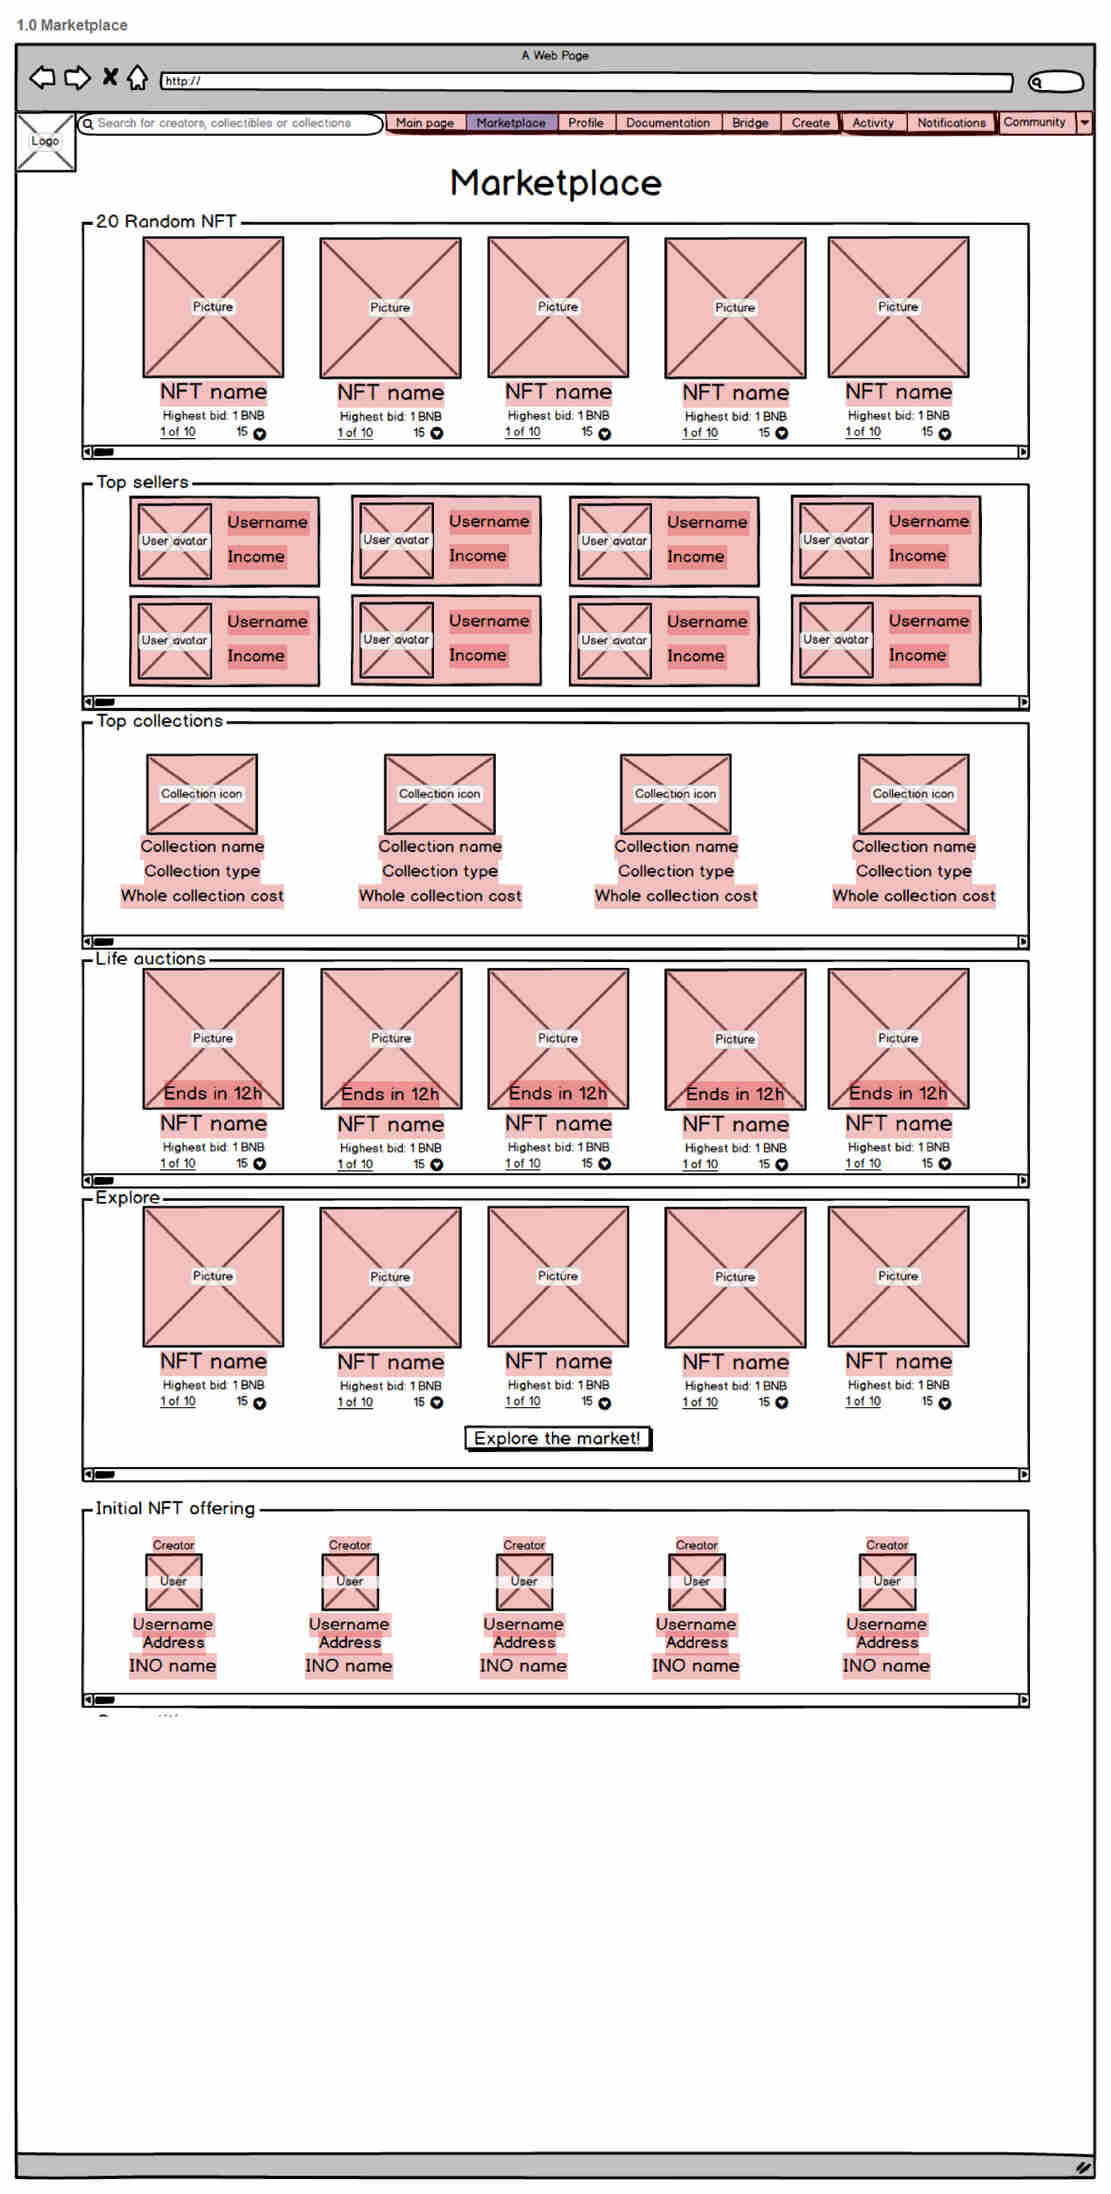 1.0 Marketplace
A Web Page
http://
Logo
Search for creators, collectibles or collections
Main page Marketplace Profile Documentation Bridge Create Activity Notifications Community
Marketplace
20 Random NFT
Picture Picture Picture Picture Picture
NFT name NFT name NFT name NFT name NFT name
Highest bid: 1 BNB Highest bid: 1 BNB Highest bid: 1 BNB Highest bid: 1 BNB Highest bid: 1 BNB
1 of 10 15 1 of 10 15 1 of 10 15 1 of 10 15 1 of 10 15
Top sellers
Username Username Username Username
User avatar User avatar User avatar User avatar
Income Income Income Income
Username Username Username Username
User avatar User avatar User avatar User avatar
Income Income Income Income
Top collections
Collection icon Collection icon Collection icon Collection icon
Collection name Collection name Collection name Collection name
Collection type Collection type Collection type Collection type
Whole collection cost Whole collection cost Whole collection cost Whole collection cost
Life auctions
Picture Picture Picture Picture Picture
Ends in 12h Ends in 12h Ends in 12h Ends in 12h Ends in 12h
NFT name NFT name NFT name NFT name NFT name
Highest bid: 1 BNB Highest bid: 1 BNB Highest bid: 1 BNB Highest bid: 1 BNB Highest bid: 1 BNB
1 of 10 15 1 of 10 15 1 of 10 15 1 of 10 15 1 of 10 15
Explore
Picture Picture Picture Picture Picture
NFT name NFT name NFT name NFT name NFT name
Highest bid: 1 BNB Highest bid: 1 BNB Highest bid: 1 BNB Highest bid: 1 BNB Highest bid: 1 BNB
1 of 10 15 1 of 10 15 1 of 10 15 1 of 10 15 1 of 10 15
Explore the market!
Initial NFT offering
Creator Creator Creator Creator Creator
User User User User User
Username Username Username Username Username
Address Address Address Address Address
INO name INO name INO name INO name INO name